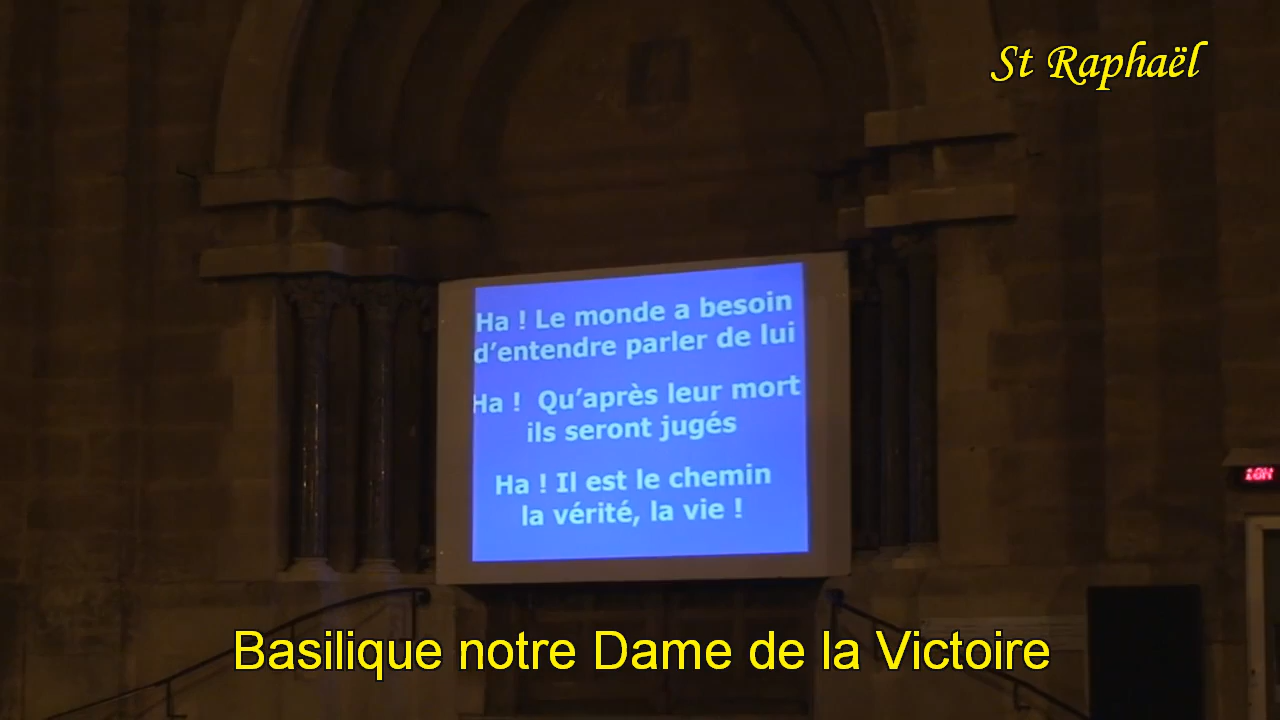 St Raphaël
Ha ! Le monde a besoin
d’entendre parler de lui
Ha ! Qu’après leur mort
ils seront jugés
Ha ! Il est le chemin
la vérité, la vie !
Basilique notre Dame de la Victoire